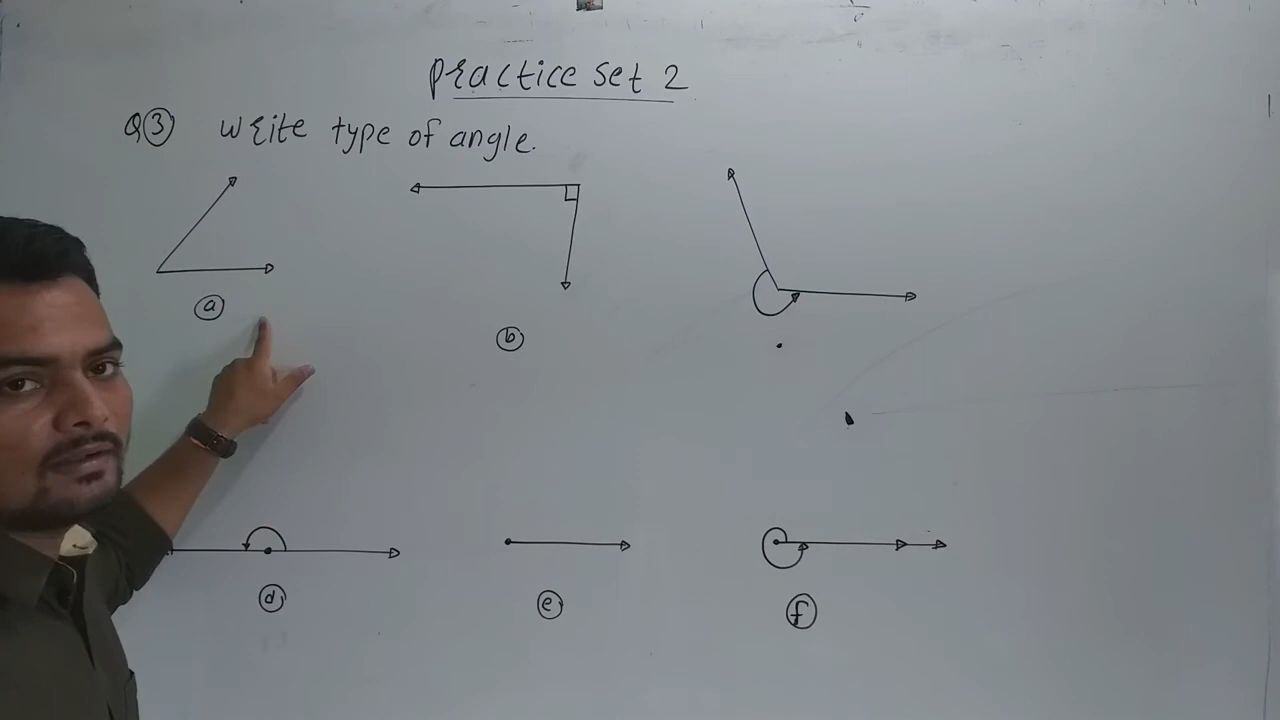 Practice Set 2
Q③ write type of angle.
ⓐ
ⓑ
ⓓ
ⓔ
ⓕ